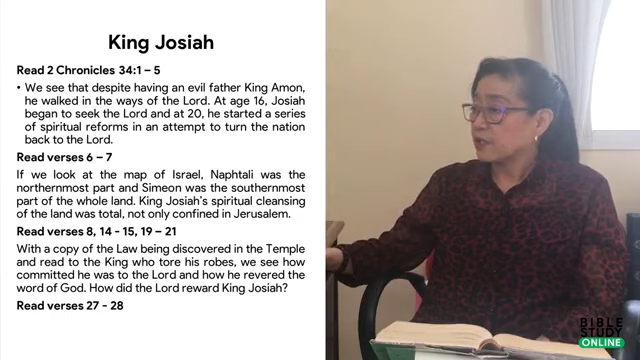 King Josiah
Read 2 Chronicles 34:1 – 5
• We see that despite having an evil father King Amon,
he walked in the ways of the Lord. At age 16, Josiah
began to seek the Lord and at 20, he started a series
of spiritual reforms in an attempt to turn the nation
back to the Lord.
Read verses 6 – 7
If we look at the map of Israel, Naphtali was the
northernmost part and Simeon was the southernmost
part of the whole land. King Josiah's spiritual cleansing
of the land was total, not only confined in Jerusalem.
Read verses 8, 14 - 15, 19 – 21
With a copy of the Law being discovered in the Temple
and read to the King who tore his robes, we see how
committed he was to the Lord and how he revered the
word of God. How did the Lord reward King Josiah?
Read verses 27 - 28
BIBLE
STUDY
ONLINE